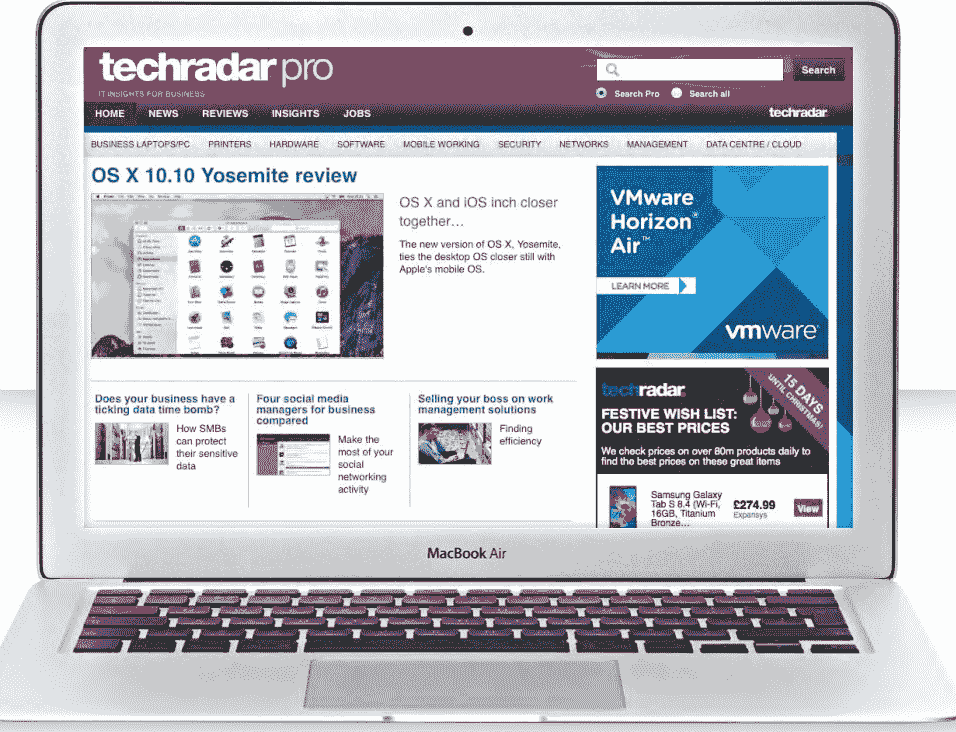 techradar pro
IT INSIGHTS FOR BUSINESS
Search
Search Pro
Search all
HOME NEWS REVIEWS INSIGHTS JOBS
techradar.
BUSINESS LAPTOPS/PC PRINTERS HARDWARE SOFTWARE MOBILE WORKING SECURITY NETWORKS MANAGEMENT DATA CENTRE / CLOUD
OS X 10.10 Yosemite review
OS X and iOS inch closer
together…
The new version of OS X, Yosemite,
ties the desktop OS closer still with
Apple's mobile OS.
VMware
Horizon®
Air™
LEARN MORE
vmware®
Does your business have a
ticking data time bomb?
How SMBs
can protect
their sensitive
data
Four social media
managers for business
compared
Make the
most of your
social
networking
activity
Selling your boss on work
management solutions
Finding
efficiency
techradar.
15 DAYS
UNTIL CHRISTMAS!
FESTIVE WISH LIST:
OUR BEST PRICES
We check prices on over 80m products daily to
find the best prices on these great items
Samsung Galaxy
Tab S 8.4 (Wi-Fi,
16GB, Titanium
Bronze...
£274.99
Expansys
View
MacBook Air